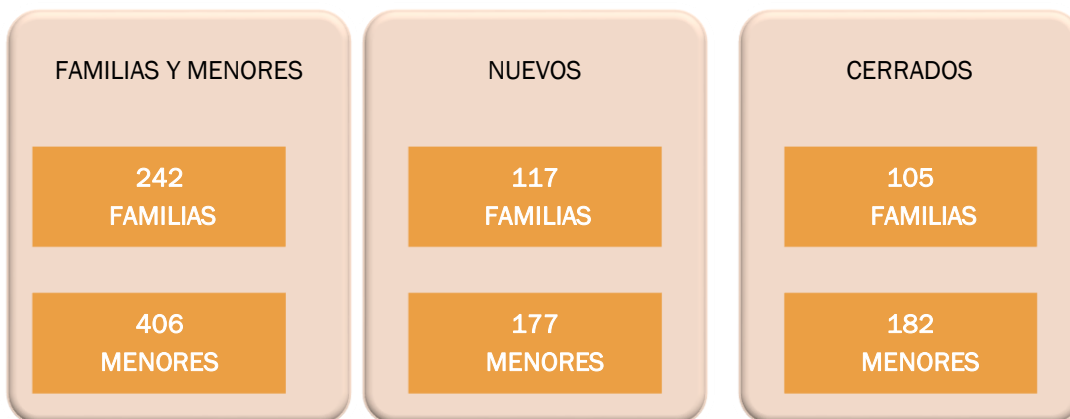 FAMILIAS Y MENORES
242
FAMILIAS
406
MENORES
NUEVOS
117
FAMILIAS
177
MENORES
CERRADOS
105
FAMILIAS
182
MENORES